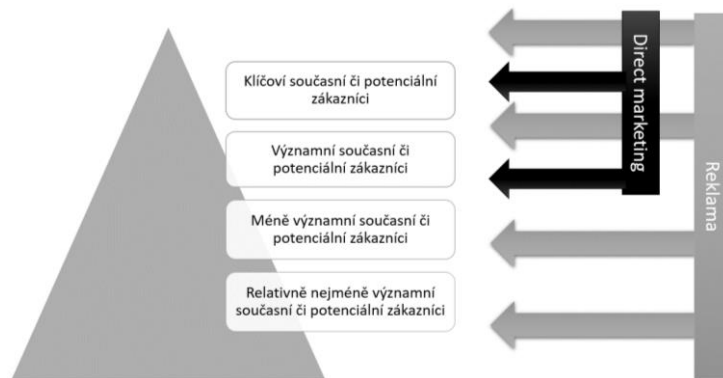 Klíčoví současní či potenciální
zákazníci
Významní současní či
potenciální zákazníci
Méně významní současní či
potenciální zákazníci
Relativně nejméně významní
současní či potenciální zákazníci
Direct marketing
Reklama